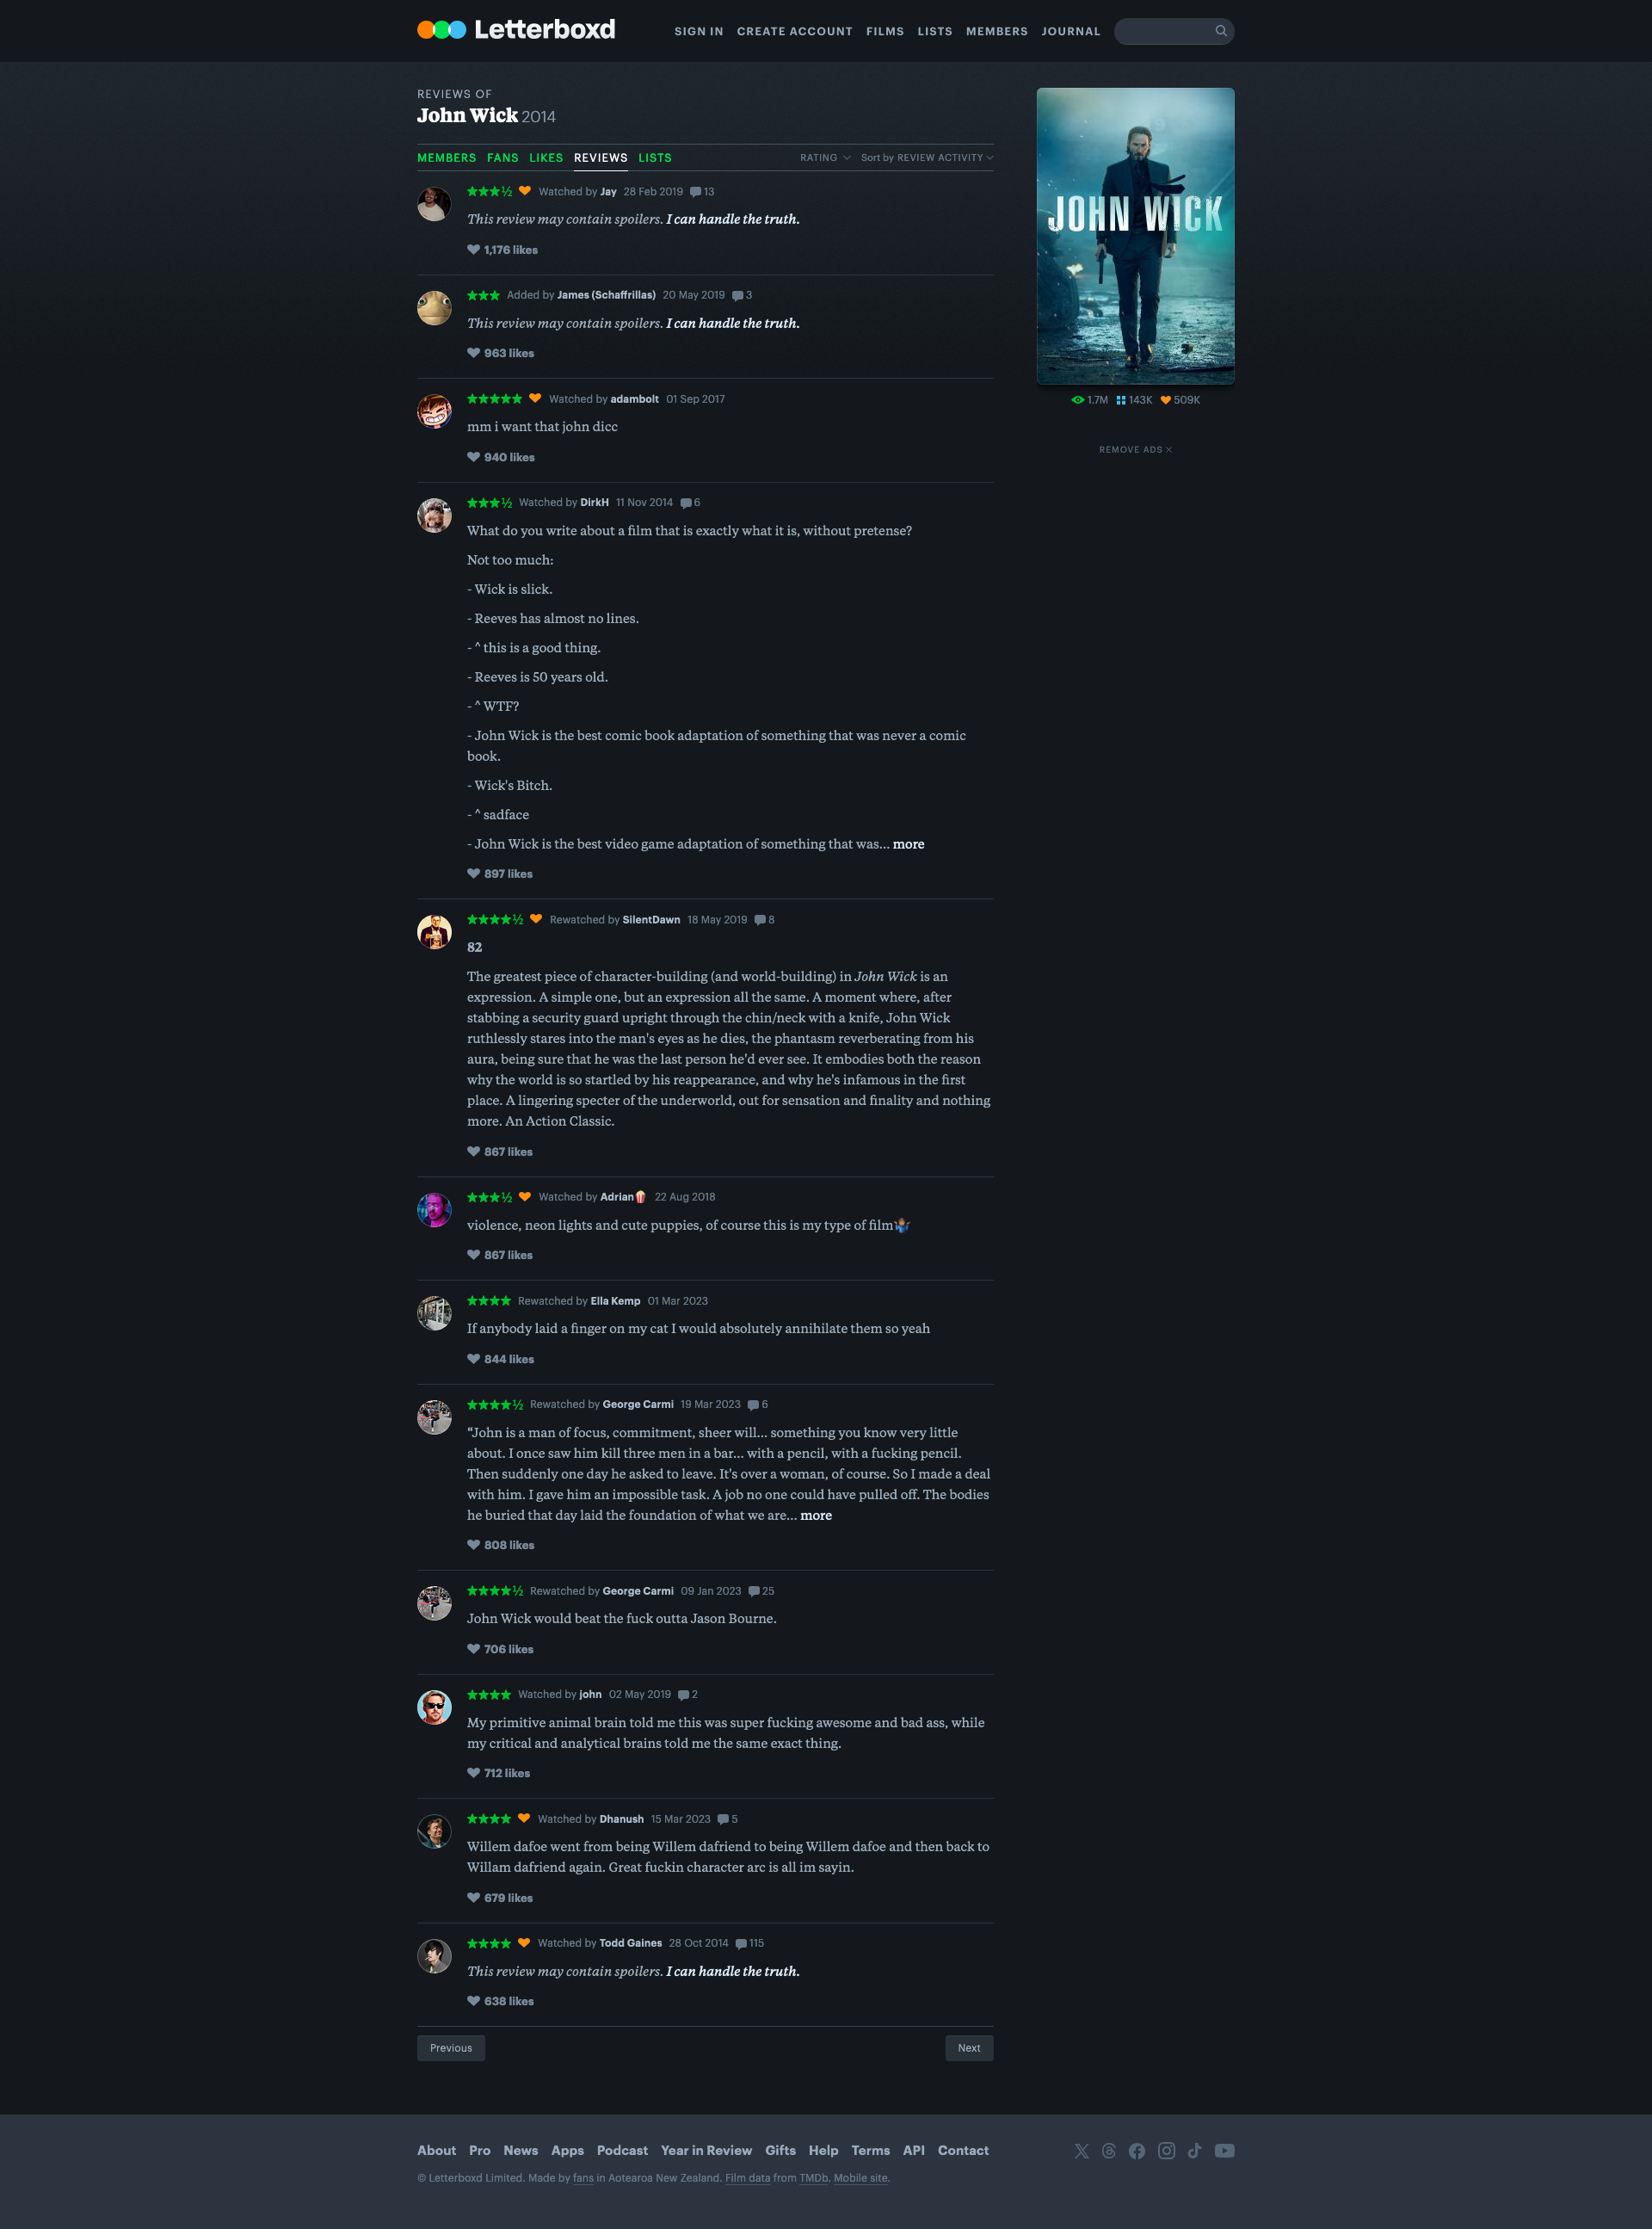 Letterboxd
SIGN IN CREATE ACCOUNT FILMS LISTS MEMBERS JOURNAL
REVIEWS OF
John Wick 2014
MEMBERS FANS LIKES REVIEWS LISTS
RATING Sort by REVIEW ACTIVITY
★★★½ Watched by Jay 28 Feb 2019 13
This review may contain spoilers. I can handle the truth.
1,176 likes
★★★ Added by James (Schaffrillas) 20 May 2019 3
This review may contain spoilers. I can handle the truth.
963 likes
★★★★★ Watched by adambolt 01 Sep 2017
mm i want that john dicc
940 likes
★★★½ Watched by DirkH 11 Nov 2014 6
What do you write about a film that is exactly what it is, without pretense?
Not too much:
- Wick is slick.
- Reeves has almost no lines.
- ^ this is a good thing.
- Reeves is 50 years old.
- ^ WTF?
- John Wick is the best comic book adaptation of something that was never a comic
book.
- Wick's Bitch.
- ^ sadface
- John Wick is the best video game adaptation of something that was… more
897 likes
★★★★½ Rewatched by SilentDawn 18 May 2019 8
82
The greatest piece of character-building (and world-building) in John Wick is an
expression. A simple one, but an expression all the same. A moment where, after
stabbing a security guard upright through the chin/neck with a knife, John Wick
ruthlessly stares into the man's eyes as he dies, the phantasm reverberating from his
aura, being sure that he was the last person he'd ever see. It embodies both the reason
why the world is so startled by his reappearance, and why he's infamous in the first
place. A lingering specter of the underworld, out for sensation and finality and nothing
more. An Action Classic.
867 likes
★★★½ Watched by Adrian🍿 22 Aug 2018
violence, neon lights and cute puppies, of course this is my type of film🤷🏽‍♂️
867 likes
★★★★ Rewatched by Ella Kemp 01 Mar 2023
If anybody laid a finger on my cat I would absolutely annihilate them so yeah
844 likes
★★★★½ Rewatched by George Carmi 19 Mar 2023 6
“John is a man of focus, commitment, sheer will... something you know very little
about. I once saw him kill three men in a bar... with a pencil, with a fucking pencil.
Then suddenly one day he asked to leave. It's over a woman, of course. So I made a deal
with him. I gave him an impossible task. A job no one could have pulled off. The bodies
he buried that day laid the foundation of what we are… more
808 likes
★★★★½ Rewatched by George Carmi 09 Jan 2023 25
John Wick would beat the fuck outta Jason Bourne.
706 likes
★★★★ Watched by john 02 May 2019 2
My primitive animal brain told me this was super fucking awesome and bad ass, while
my critical and analytical brains told me the same exact thing.
712 likes
★★★★ Watched by Dhanush 15 Mar 2023 5
Willem dafoe went from being Willem dafriend to being Willem dafoe and then back to
Willam dafriend again. Great fuckin character arc is all im sayin.
679 likes
★★★★ Watched by Todd Gaines 28 Oct 2014 115
This review may contain spoilers. I can handle the truth.
638 likes
Previous Next
JOHN WICK
1.7M 143K 509K
REMOVE ADS
About Pro News Apps Podcast Year in Review Gifts Help Terms API Contact
© Letterboxd Limited. Made by fans in Aotearoa New Zealand. Film data from TMDb. Mobile site.